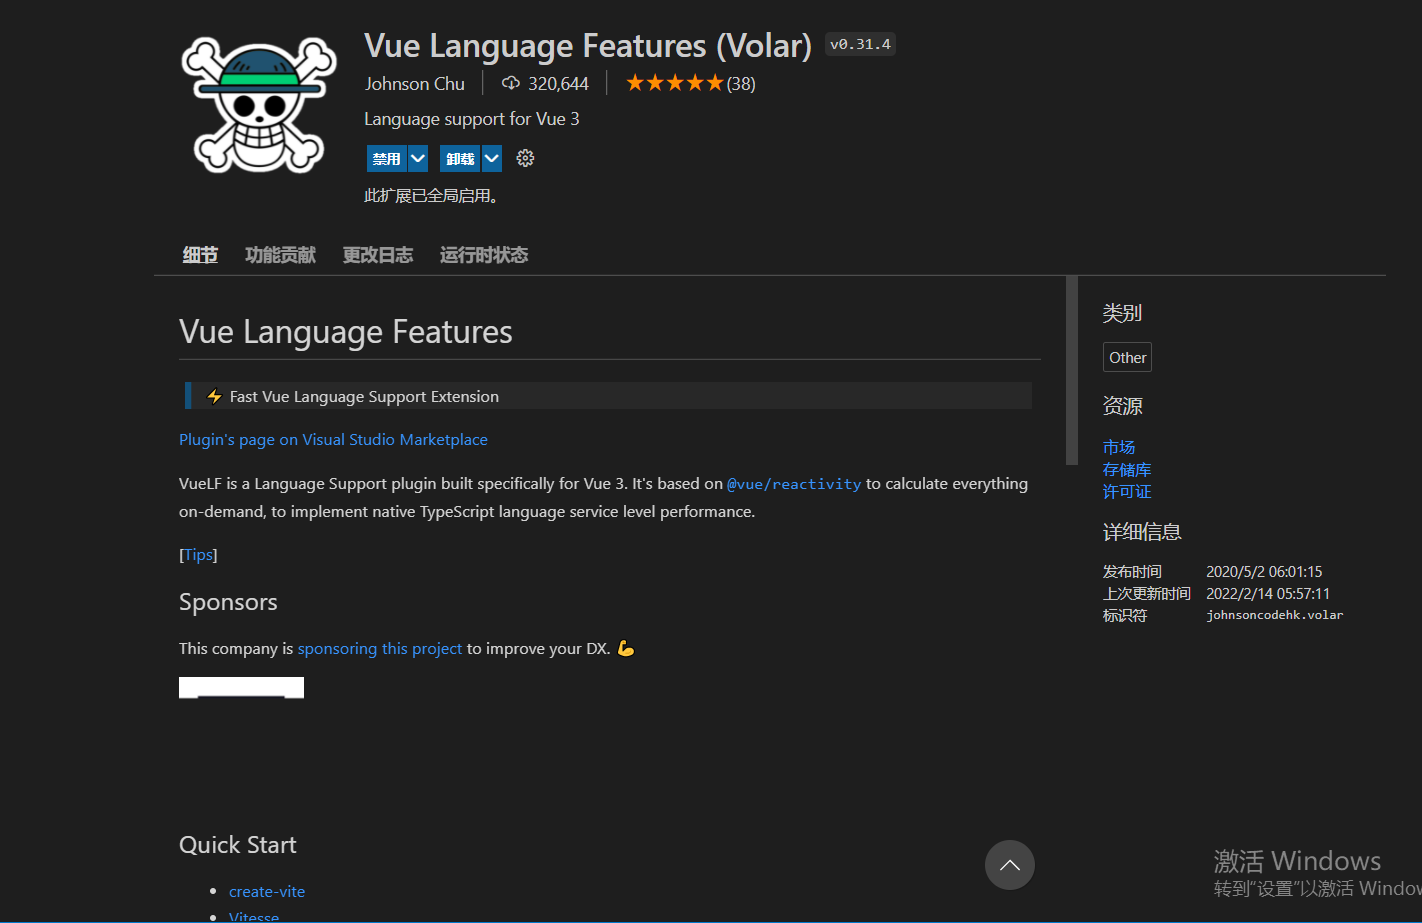 Vue Language Features (Volar) v0.31.4
Johnson Chu 320,644 ★★★★★(38)
Language support for Vue 3
禁用 卸载
此扩展已全局启用。
细节 功能贡献 更改日志 运行时状态
Vue Language Features
⚡ Fast Vue Language Support Extension
Plugin's page on Visual Studio Marketplace
VueLF is a Language Support plugin built specifically for Vue 3. It's based on @vue/reactivity to calculate everything
on-demand, to implement native TypeScript language service level performance.
[Tips]
Sponsors
This company is sponsoring this project to improve your DX. 💪
Quick Start
• create-vite
• Vitesse
类别
Other
资源
市场
存储库
许可证
详细信息
发布时间 2020/5/2 06:01:15
上次更新时间 2022/2/14 05:57:11
标识符 johnsoncodehk.volar
激活 Windows
转到"设置"以激活 Windo